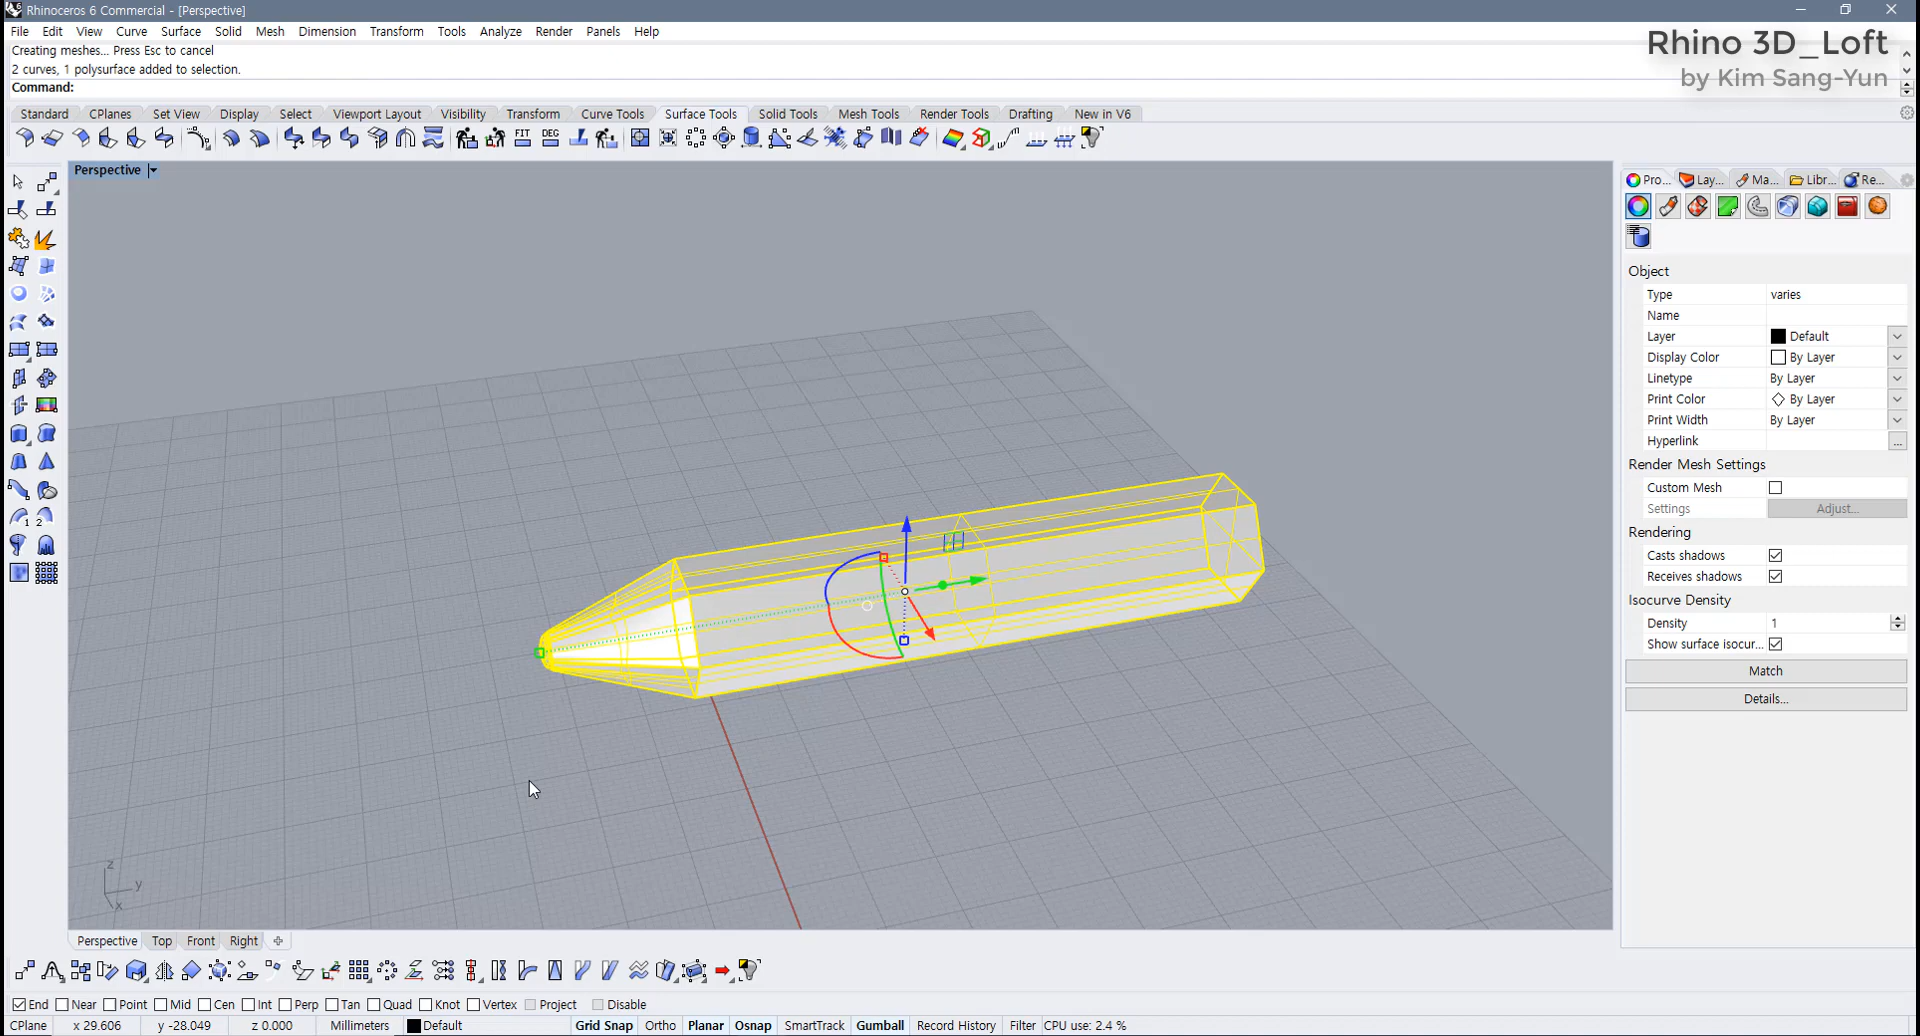 Rhinoceros 6 Commercial - [Perspective]
File Edit View Curve Surface Solid Mesh Dimension Transform Tools Analyze Render Panels Help
Creating meshes... Press Esc to cancel
2 curves, 1 polysurface added to selection.
Command:
Rhino 3D_Loft
by Kim Sang-Yun
Standard CPlanes Set View Display Select Viewport Layout Visibility Transform Curve Tools Surface Tools Solid Tools Mesh Tools Render Tools Drafting New in V6
FIT DEG
Perspective
Pro... Lay... Ma... Libr... Re...
Object
Type varies
Name
Layer Default
Display Color By Layer
Linetype By Layer
Print Color By Layer
Print Width By Layer
Hyperlink ...
Render Mesh Settings
Custom Mesh
Settings Adjust...
Rendering
Casts shadows
Receives shadows
Isocurve Density
Density 1
Show surface isocur...
Match
Details...
z
y
x
Perspective Top Front Right
End Near Point Mid Cen Int Perp Tan Quad Knot Vertex Project Disable
CPlane x 29.606 y -28.049 z 0.000 Millimeters Default Grid Snap Ortho Planar Osnap SmartTrack Gumball Record History Filter CPU use: 2.4 %